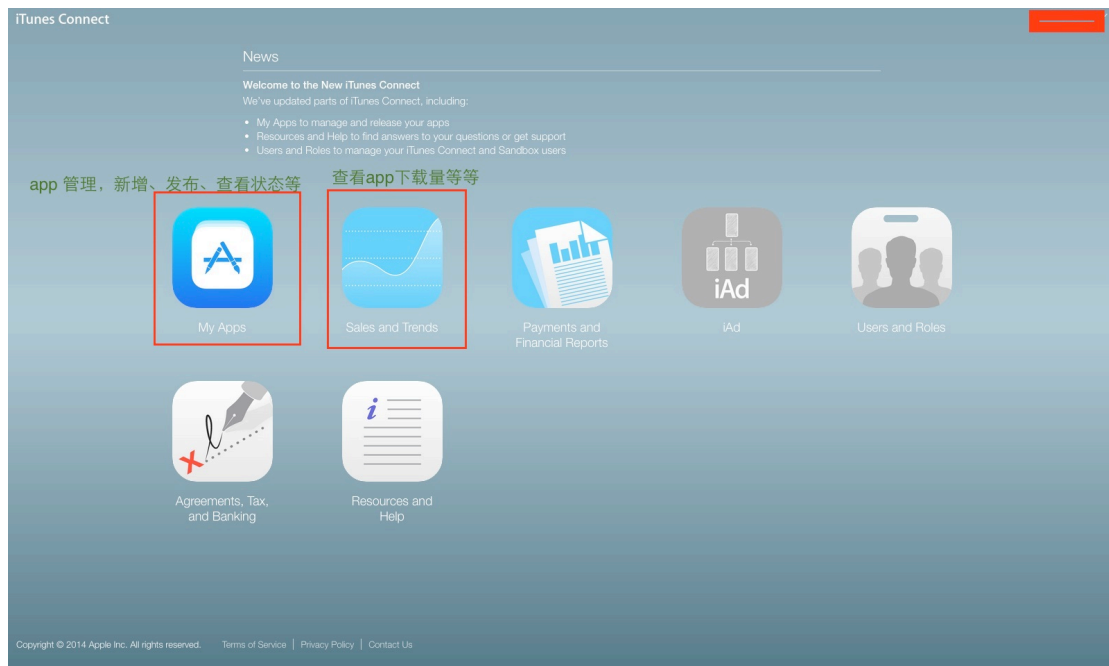 iTunes Connect
News
Welcome to the New iTunes Connect
We've updated parts of iTunes Connect, including:
• My Apps to manage and release your apps
• Resources and Help to find answers to your questions or get support
• Users and Roles to manage your iTunes Connect and Sandbox users
app 管理，新增、发布、查看状态等
查看app下载量等等
My Apps
Sales and Trends
Payments and
Financial Reports
iAd
iAd
Users and Roles
Agreements, Tax,
and Banking
Resources and
Help
Copyright © 2014 Apple Inc. All rights reserved. Terms of Service | Privacy Policy | Contact Us